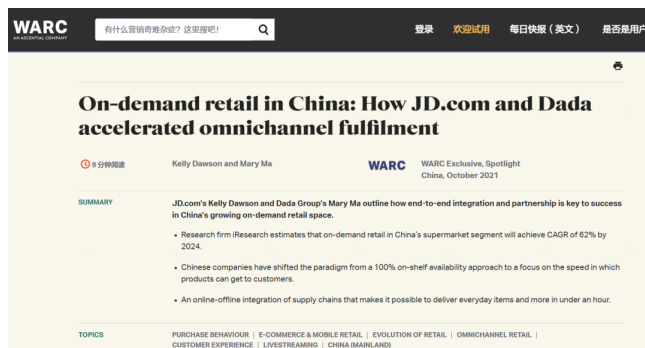 WARC
AN ASCENTIAL COMPANY
有什么营销奇难杂症？这里搜吧！
登录
欢迎试用
每日快报（英文）
是否是用户
On-demand retail in China: How JD.com and Dada
accelerated omnichannel fulfilment
8 分钟阅读
Kelly Dawson and Mary Ma
WARC
WARC Exclusive, Spotlight
China, October 2021
SUMMARY
JD.com's Kelly Dawson and Dada Group's Mary Ma outline how end-to-end integration and partnership is key to success
in China's growing on-demand retail space.
• Research firm iResearch estimates that on-demand retail in China's supermarket segment will achieve CAGR of 62% by
2024.
• Chinese companies have shifted the paradigm from a 100% on-shelf availability approach to a focus on the speed in which
products can get to customers.
• An online-offline integration of supply chains that makes it possible to deliver everyday items and more in under an hour.
TOPICS
PURCHASE BEHAVIOUR | E-COMMERCE & MOBILE RETAIL | EVOLUTION OF RETAIL | OMNICHANNEL RETAIL |
CUSTOMER EXPERIENCE | LIVESTREAMING | CHINA (MAINLAND)